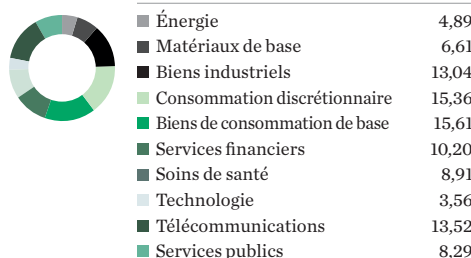 Énergie 4,89
Matériaux de base 6,61
Biens industriels 13,04
Consommation discrétionnaire 15,36
Biens de consommation de base 15,61
Services financiers 10,20
Soins de santé 8,91
Technologie 3,56
Télécommunications 13,52
Services publics 8,29